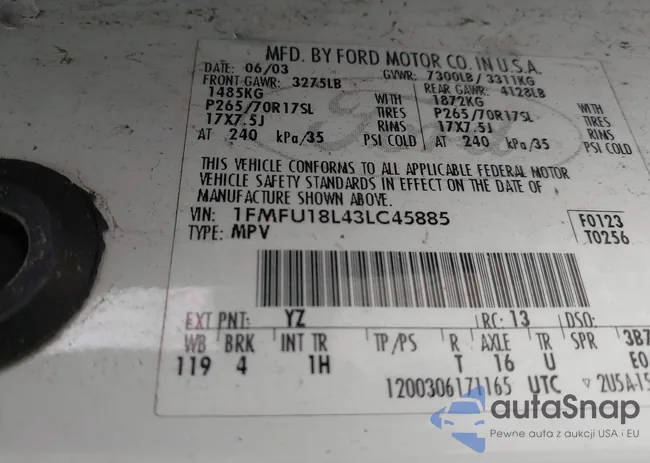 MFD. BY FORD MOTOR CO. IN U.S.A.
DATE: 06/03 GVWR: 7300LB / 3311KG
FRONT GAWR: 3275LB REAR GAWR: 4128LB
1485KG WITH 1872KG WITH
P265/70R17SL TIRES P265/70R17SL TIRES
17X7.5J RIMS 17X7.5J RIMS
AT 240 kPa/35 PSI COLD AT 240 kPa/35 PSI COLD
THIS VEHICLE CONFORMS TO ALL APPLICABLE FEDERAL MOTOR
VEHICLE SAFETY STANDARDS IN EFFECT ON THE DATE OF
MANUFACTURE SHOWN ABOVE.
VIN: 1FMFU18L43LC45885 F0123
TYPE: MPV T0256
EXT PNT: YZ RC: 13 DSO:
WB BRK INT TR TP/PS R AXLE TR SPR 3B7
119 4 1H T 16 U E0
1200306171165 UTC ▽ 2U5A-15
autaSnap
Pewne auta z aukcji USA i EU